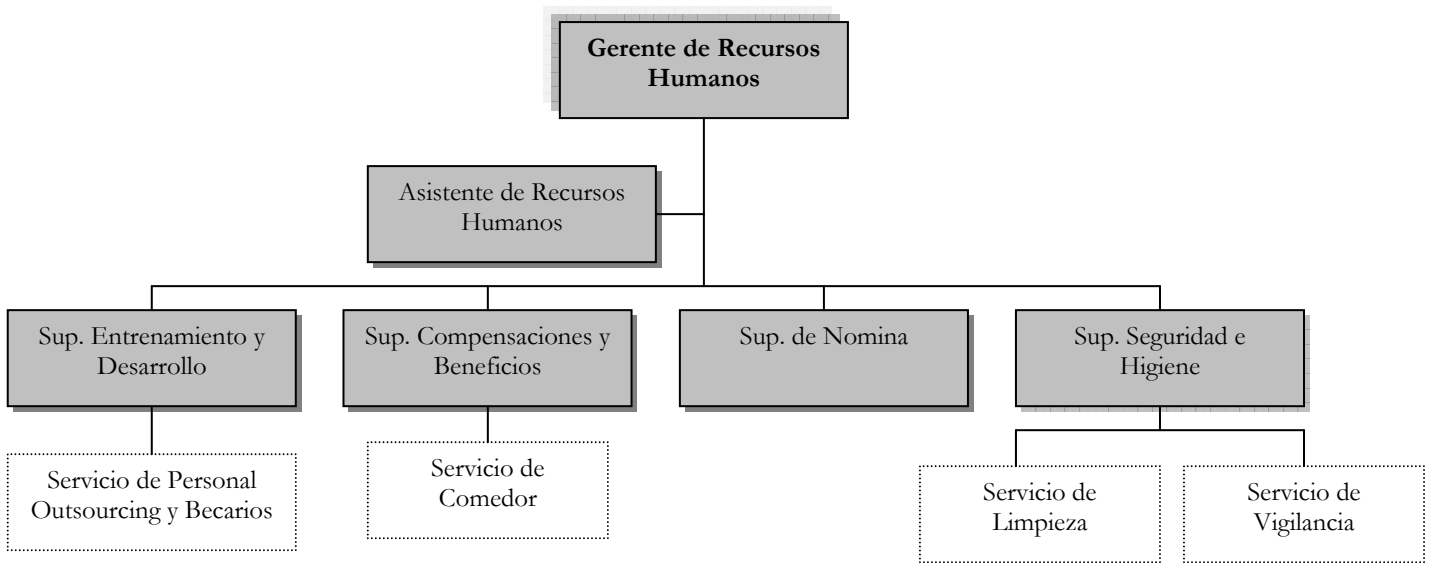 Gerente de Recursos
Humanos
Asistente de Recursos
Humanos
Sup. Entrenamiento y
Desarrollo
Sup. Compensaciones y
Beneficios
Sup. de Nomina
Sup. Seguridad e
Higiene
Servicio de Personal
Outsourcing y Becarios
Servicio de
Comedor
Servicio de
Limpieza
Servicio de
Vigilancia